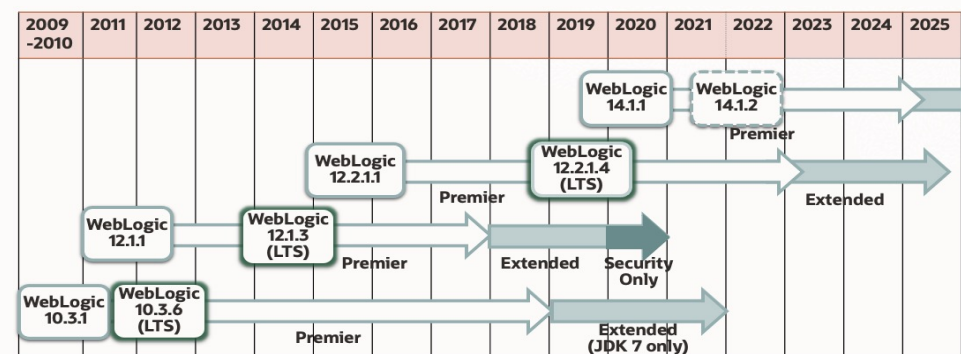 2009
-2010
2011
2012
2013
2014
2015
2016
2017
2018
2019
2020
2021
2022
2023
2024
2025
WebLogic
14.1.1
WebLogic
14.1.2
Premier
WebLogic
12.2.1.1
Premier
WebLogic
12.2.1.4
(LTS)
Extended
WebLogic
12.1.1
WebLogic
12.1.3
(LTS)
Premier
Extended
Security
Only
WebLogic
10.3.1
WebLogic
10.3.6
(LTS)
Premier
Extended
(JDK 7 only)